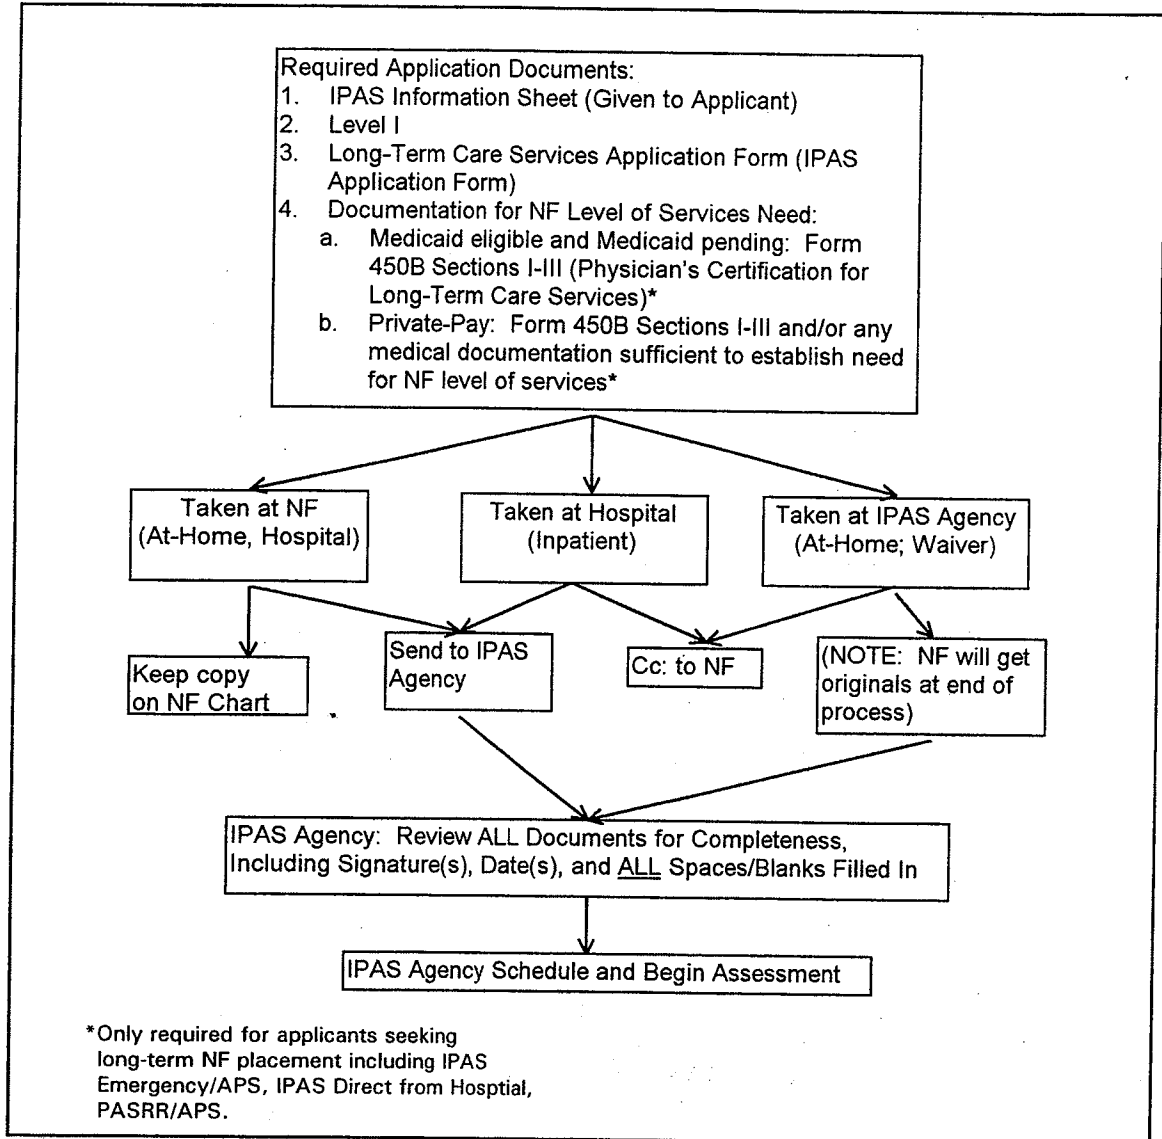 Required Application Documents:
1. IPAS Information Sheet (Given to Applicant)
2. Level I
3. Long-Term Care Services Application Form (IPAS
Application Form)
4. Documentation for NF Level of Services Need:
a. Medicaid eligible and Medicaid pending: Form
450B Sections I-III (Physician's Certification for
Long-Term Care Services)*
b. Private-Pay: Form 450B Sections I-III and/or any
medical documentation sufficient to establish need
for NF level of services*
Taken at NF
(At-Home, Hospital)
Taken at Hospital
(Inpatient)
Taken at IPAS Agency
(At-Home; Waiver)
Keep copy
on NF Chart
Send to IPAS
Agency
Cc: to NF
(NOTE: NF will get
originals at end of
process)
IPAS Agency: Review ALL Documents for Completeness,
Including Signature(s), Date(s), and ALL Spaces/Blanks Filled In
IPAS Agency Schedule and Begin Assessment
*Only required for applicants seeking
long-term NF placement including IPAS
Emergency/APS, IPAS Direct from Hosptial,
PASRR/APS.